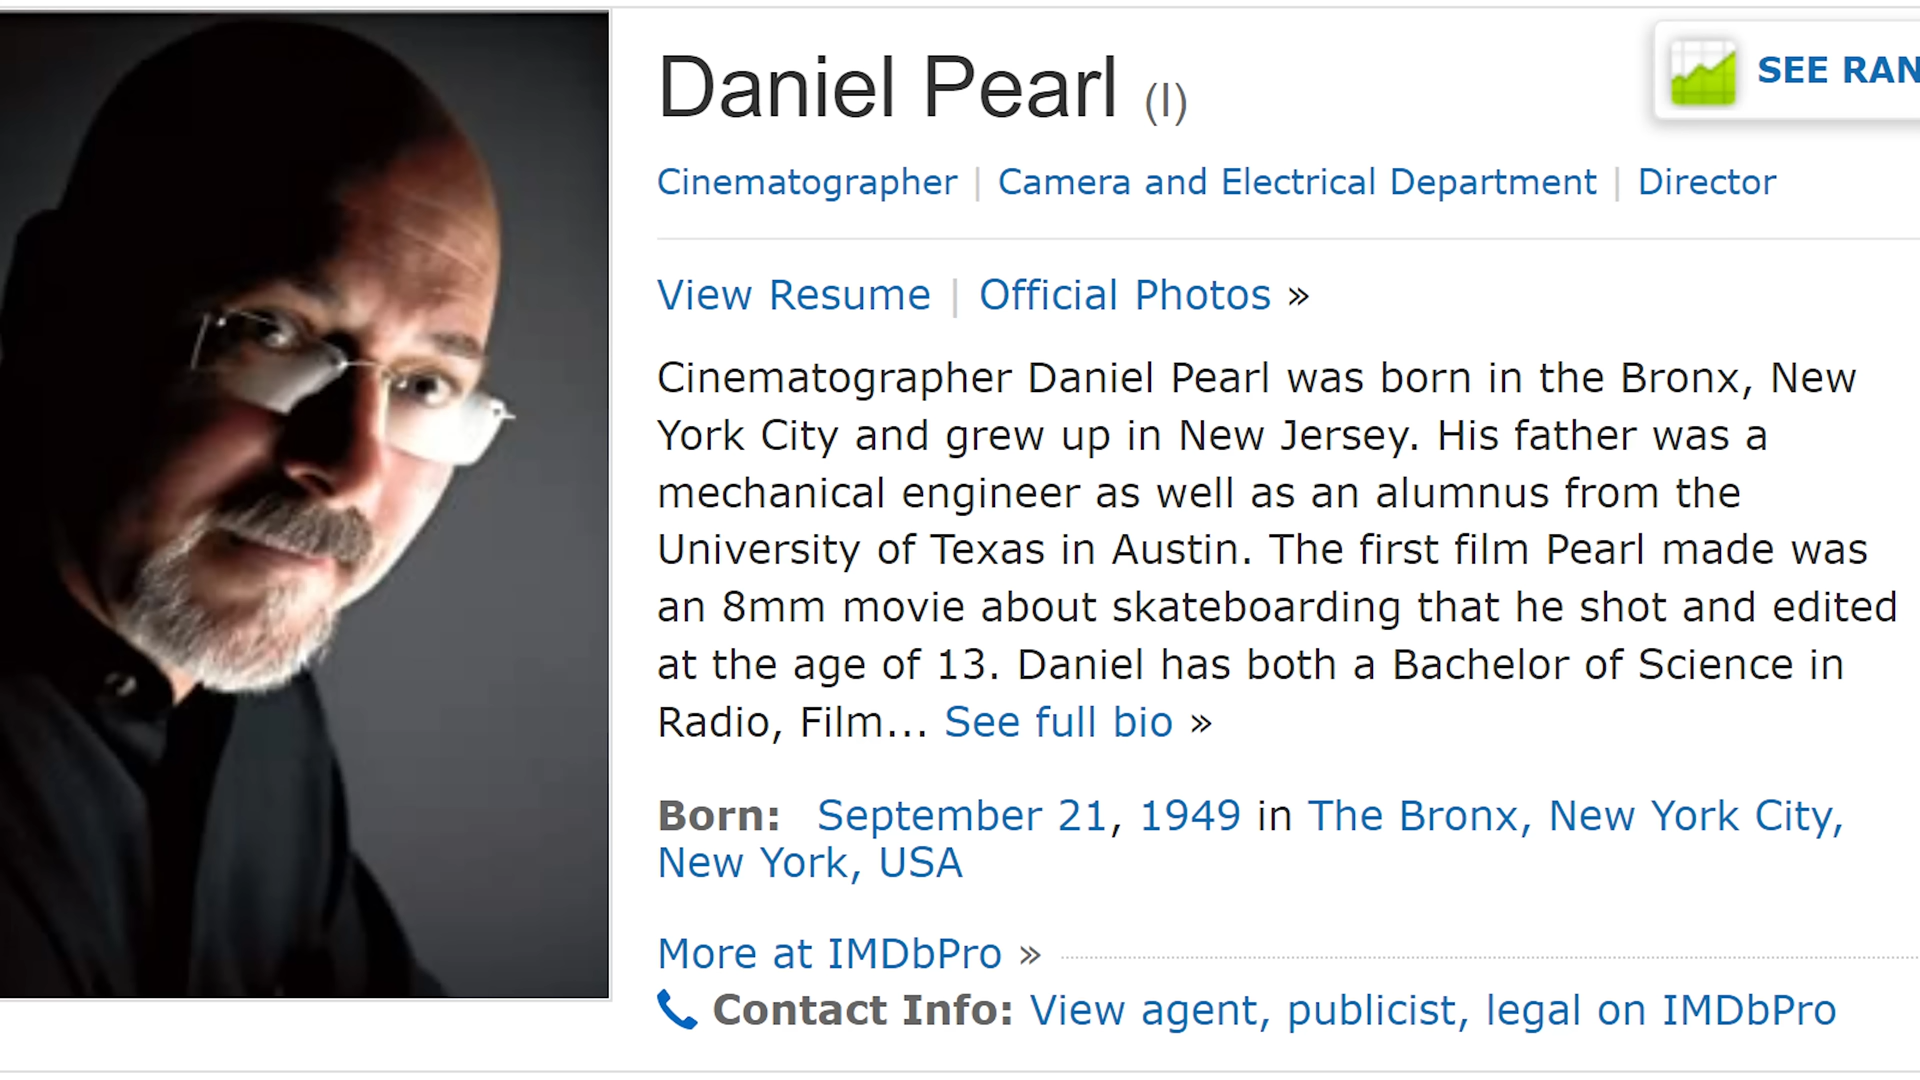 Daniel Pearl (I)
SEE RAN
Cinematographer | Camera and Electrical Department | Director
View Resume | Official Photos »
Cinematographer Daniel Pearl was born in the Bronx, New
York City and grew up in New Jersey. His father was a
mechanical engineer as well as an alumnus from the
University of Texas in Austin. The first film Pearl made was
an 8mm movie about skateboarding that he shot and edited
at the age of 13. Daniel has both a Bachelor of Science in
Radio, Film... See full bio »
Born: September 21, 1949 in The Bronx, New York City,
New York, USA
More at IMDbPro »
Contact Info: View agent, publicist, legal on IMDbPro